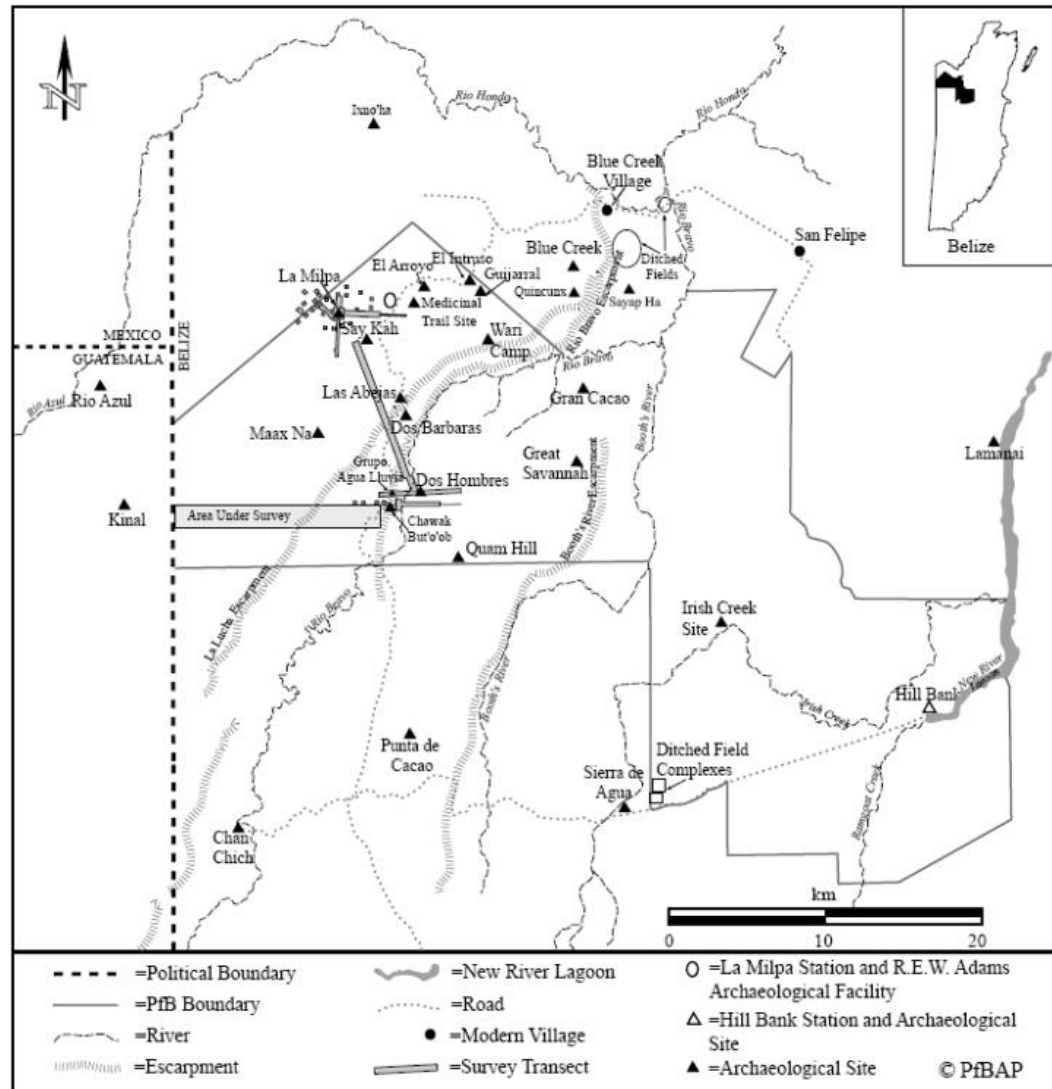 N
Ixno'ha
Rio Hondo
Rio Hondo
Belize
Blue Creek
Village
San Felipe
Rio Bravo
Ditched
Fields
Blue Creek
Quincunx
Sayap Ha
Rio Bravo Escarpment
El Intruso
El Arroyo
Guijarral
La Milpa
Medicinal
Trail Site
Say Kah
Wari
Camp
MEXICO
GUATEMALA
BELIZE
Rio Azul
Rio Azul
Rio Bravo
Booth's River
Las Abejas
Dos Barbaras
Gran Cacao
Maax Na
Great
Savannah
Lamanai
Grupo
Agua Lluvia
Dos Hombres
Kinal
Area Under Survey
Chawak
But'o'ob
Quam Hill
Booth's River Escarpment
La Lucha Escarpment
Rio Bravo
Irish Creek
Site
Booth's River
Irish Creek
Hill Bank
New River
Lagoon
Punta de
Cacao
Ditched Field
Complexes
Sierra de
Agua
Ramgoat Creek
Chan
Chich
km
0 10 20
=Political Boundary
=PfB Boundary
=River
=Escarpment
=New River Lagoon
=Road
=Modern Village
=Survey Transect
=La Milpa Station and R.E.W. Adams
Archaeological Facility
=Hill Bank Station and Archaeological
Site
=Archaeological Site
© PfBAP